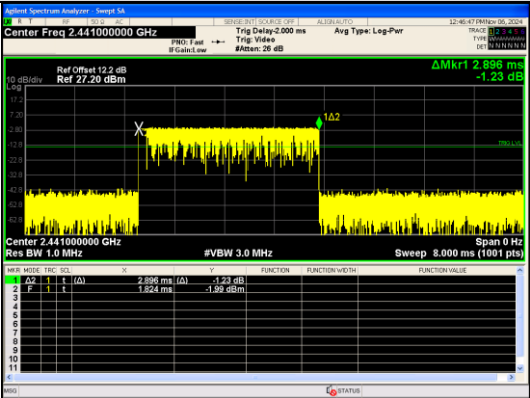 Agilent Spectrum Analyzer - Swept SA
R T RF 50 Ω AC SENSE:INT SOURCE OFF ALIGNAUTO 12:46:47 PM Nov 06, 2024
Center Freq 2.441000000 GHz Trig Delay-2.000 ms Avg Type: Log-Pwr TRACE 1 2 3 4 5 6
PNO: Fast Trig: Video TYPE
IFGain:Low #Atten: 26 dB DET N N N N N N
ΔMkr1 2.896 ms
Ref Offset 12.2 dB
10 dB/div Ref 27.20 dBm -1.23 dB
Log
17.2
7.20
1Δ2
-2.80
X
TRIG LVL
-12.8
-22.8
-32.8
-42.8
-52.8
-62.8
Center 2.441000000 GHz Span 0 Hz
Res BW 1.0 MHz #VBW 3.0 MHz Sweep 8.000 ms (1001 pts)
MKR MODE TRC SCL X Y FUNCTION FUNCTION WIDTH FUNCTION VALUE
1 Δ2 1 t (Δ) 2.896 ms (Δ) -1.23 dB
2 F 1 t 1.824 ms -1.99 dBm
3
4
5
6
7
8
9
10
11
MSG STATUS